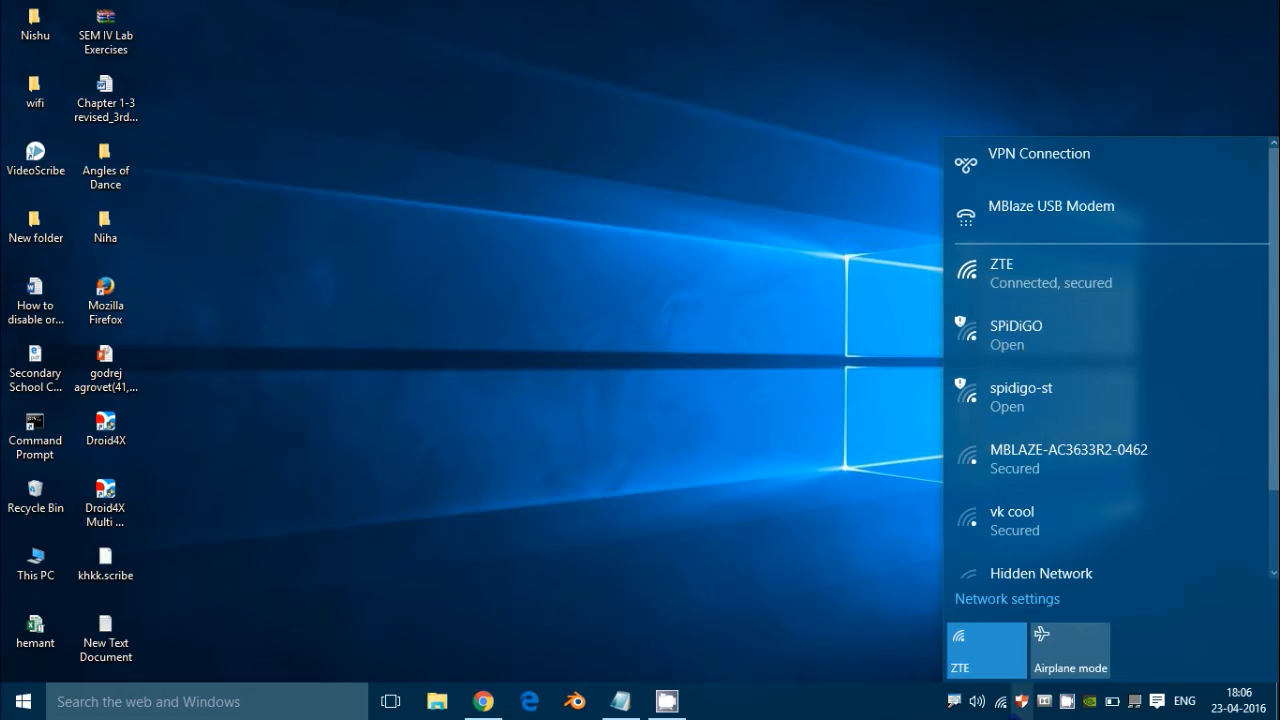 Nishu
SEM IV Lab
Exercises
wifi
Chapter 1-3
revised_3rd...
VideoScribe
Angles of
Dance
New folder
Niha
How to
disable or...
Mozilla
Firefox
Secondary
School C...
godrej
agrovet(41,...
Command
Prompt
Droid4X
Recycle Bin
Droid4X
Multi ...
This PC
khkk.scribe
hemant
New Text
Document
VPN Connection
MBlaze USB Modem
ZTE
Connected, secured
SPiDiGO
Open
spidigo-st
Open
MBLAZE-AC3633R2-0462
Secured
vk cool
Secured
Hidden Network
Network settings
ZTE
Airplane mode
Search the web and Windows
ENG
18:06
23-04-2016